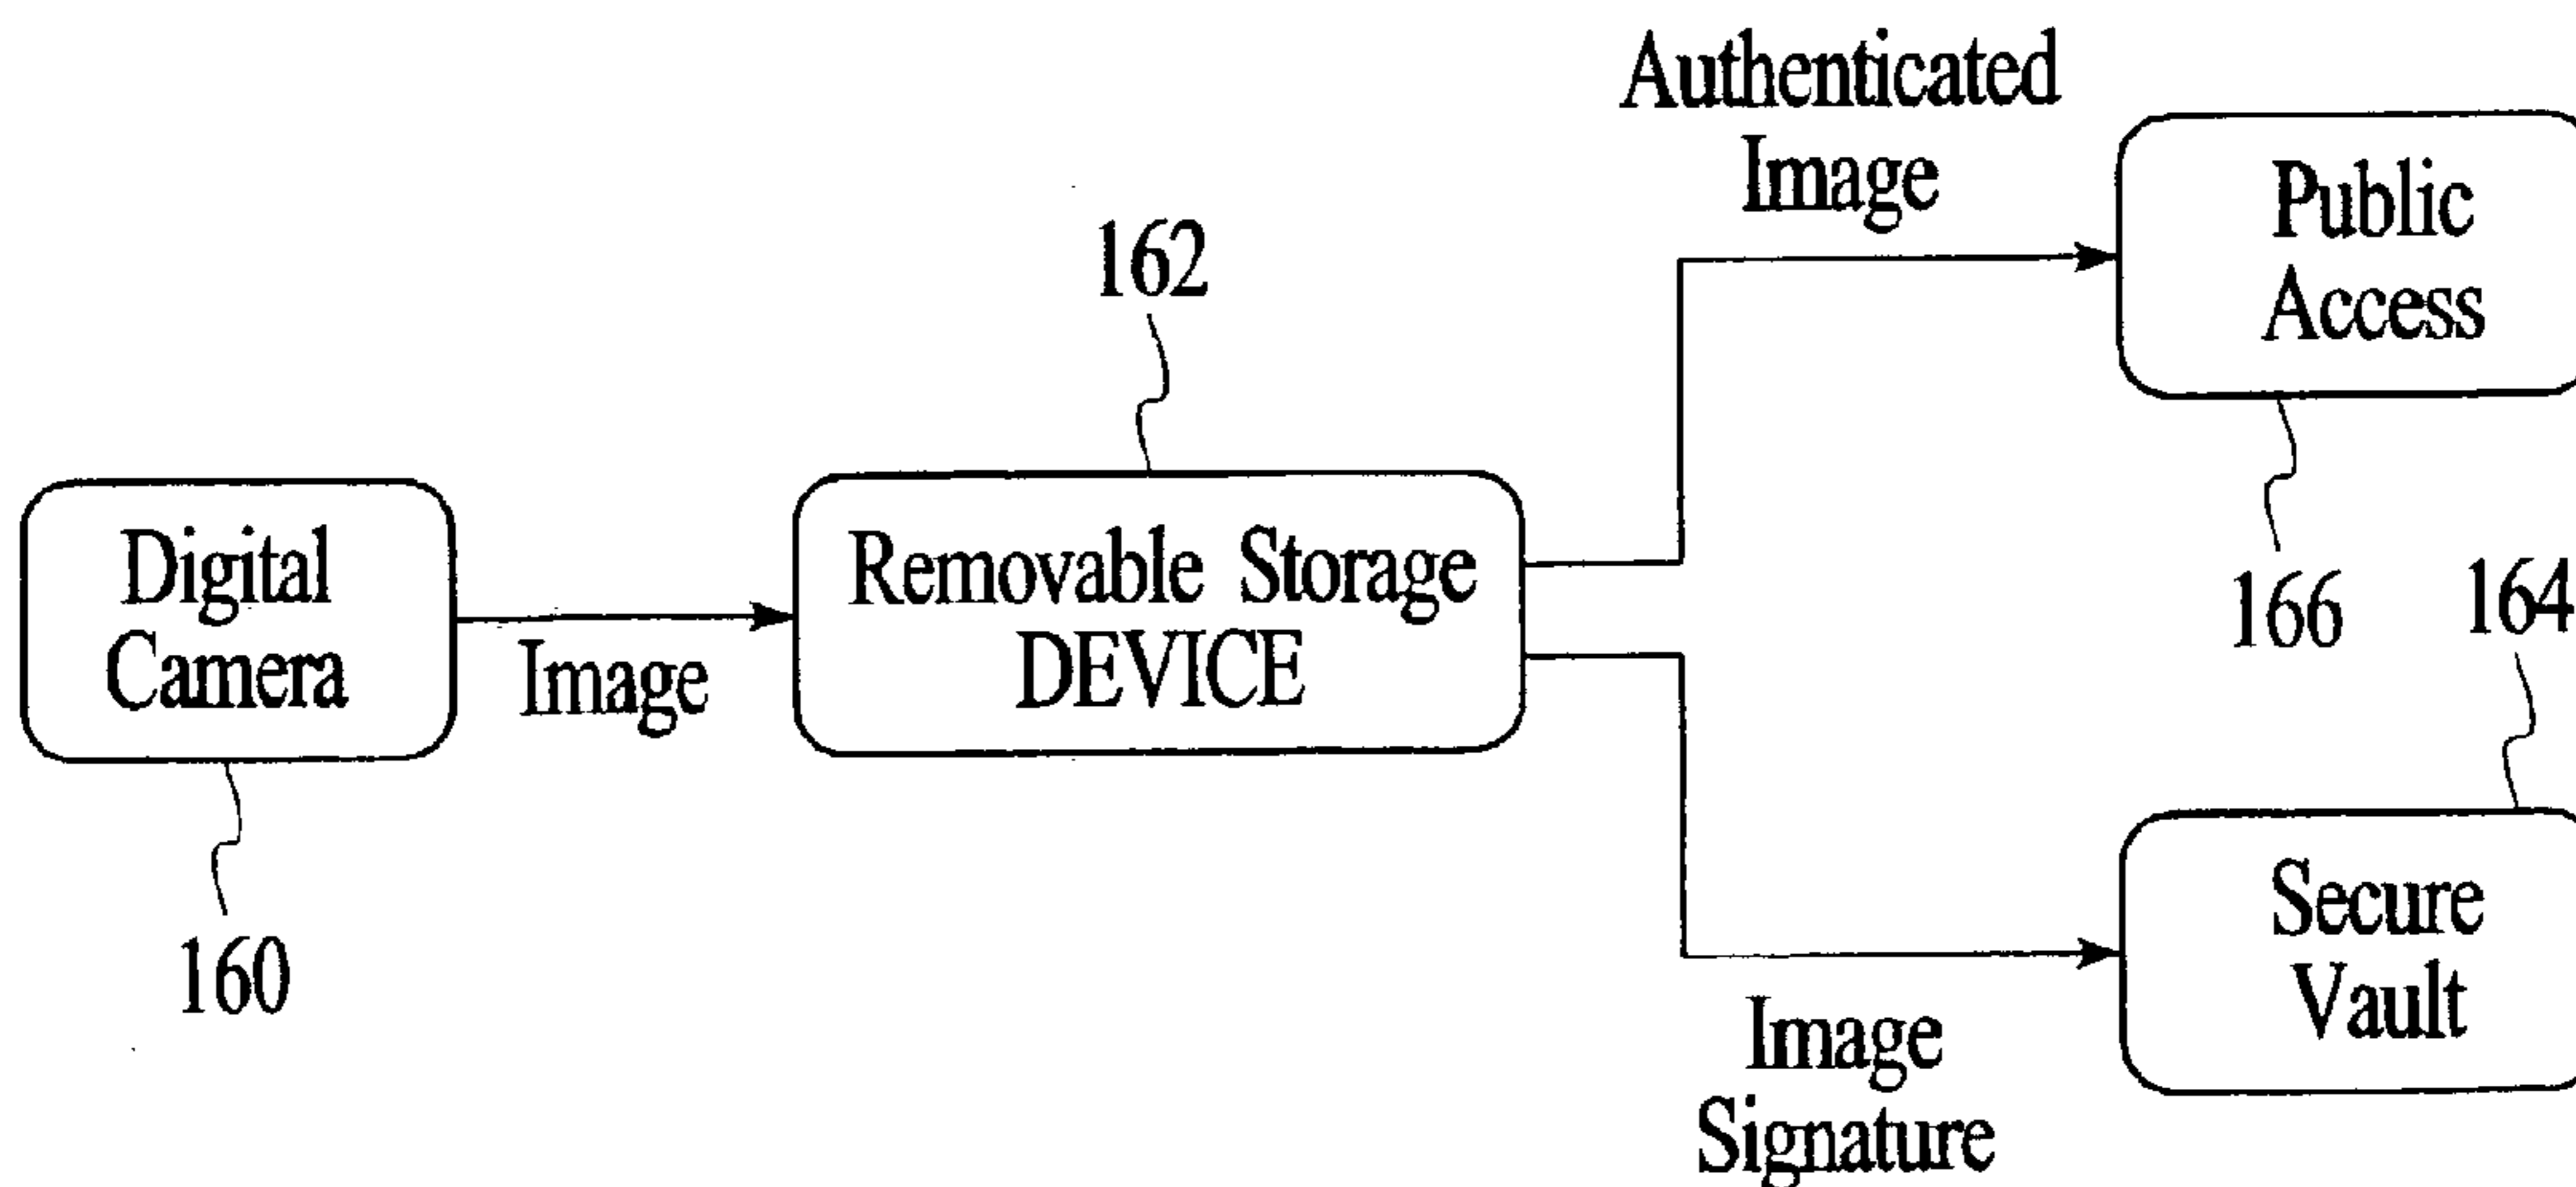 Authenticated
Image
Public
Access
162
166
164
Digital
Camera
Image
Removable Storage
DEVICE
160
Secure
Vault
Image
Signature